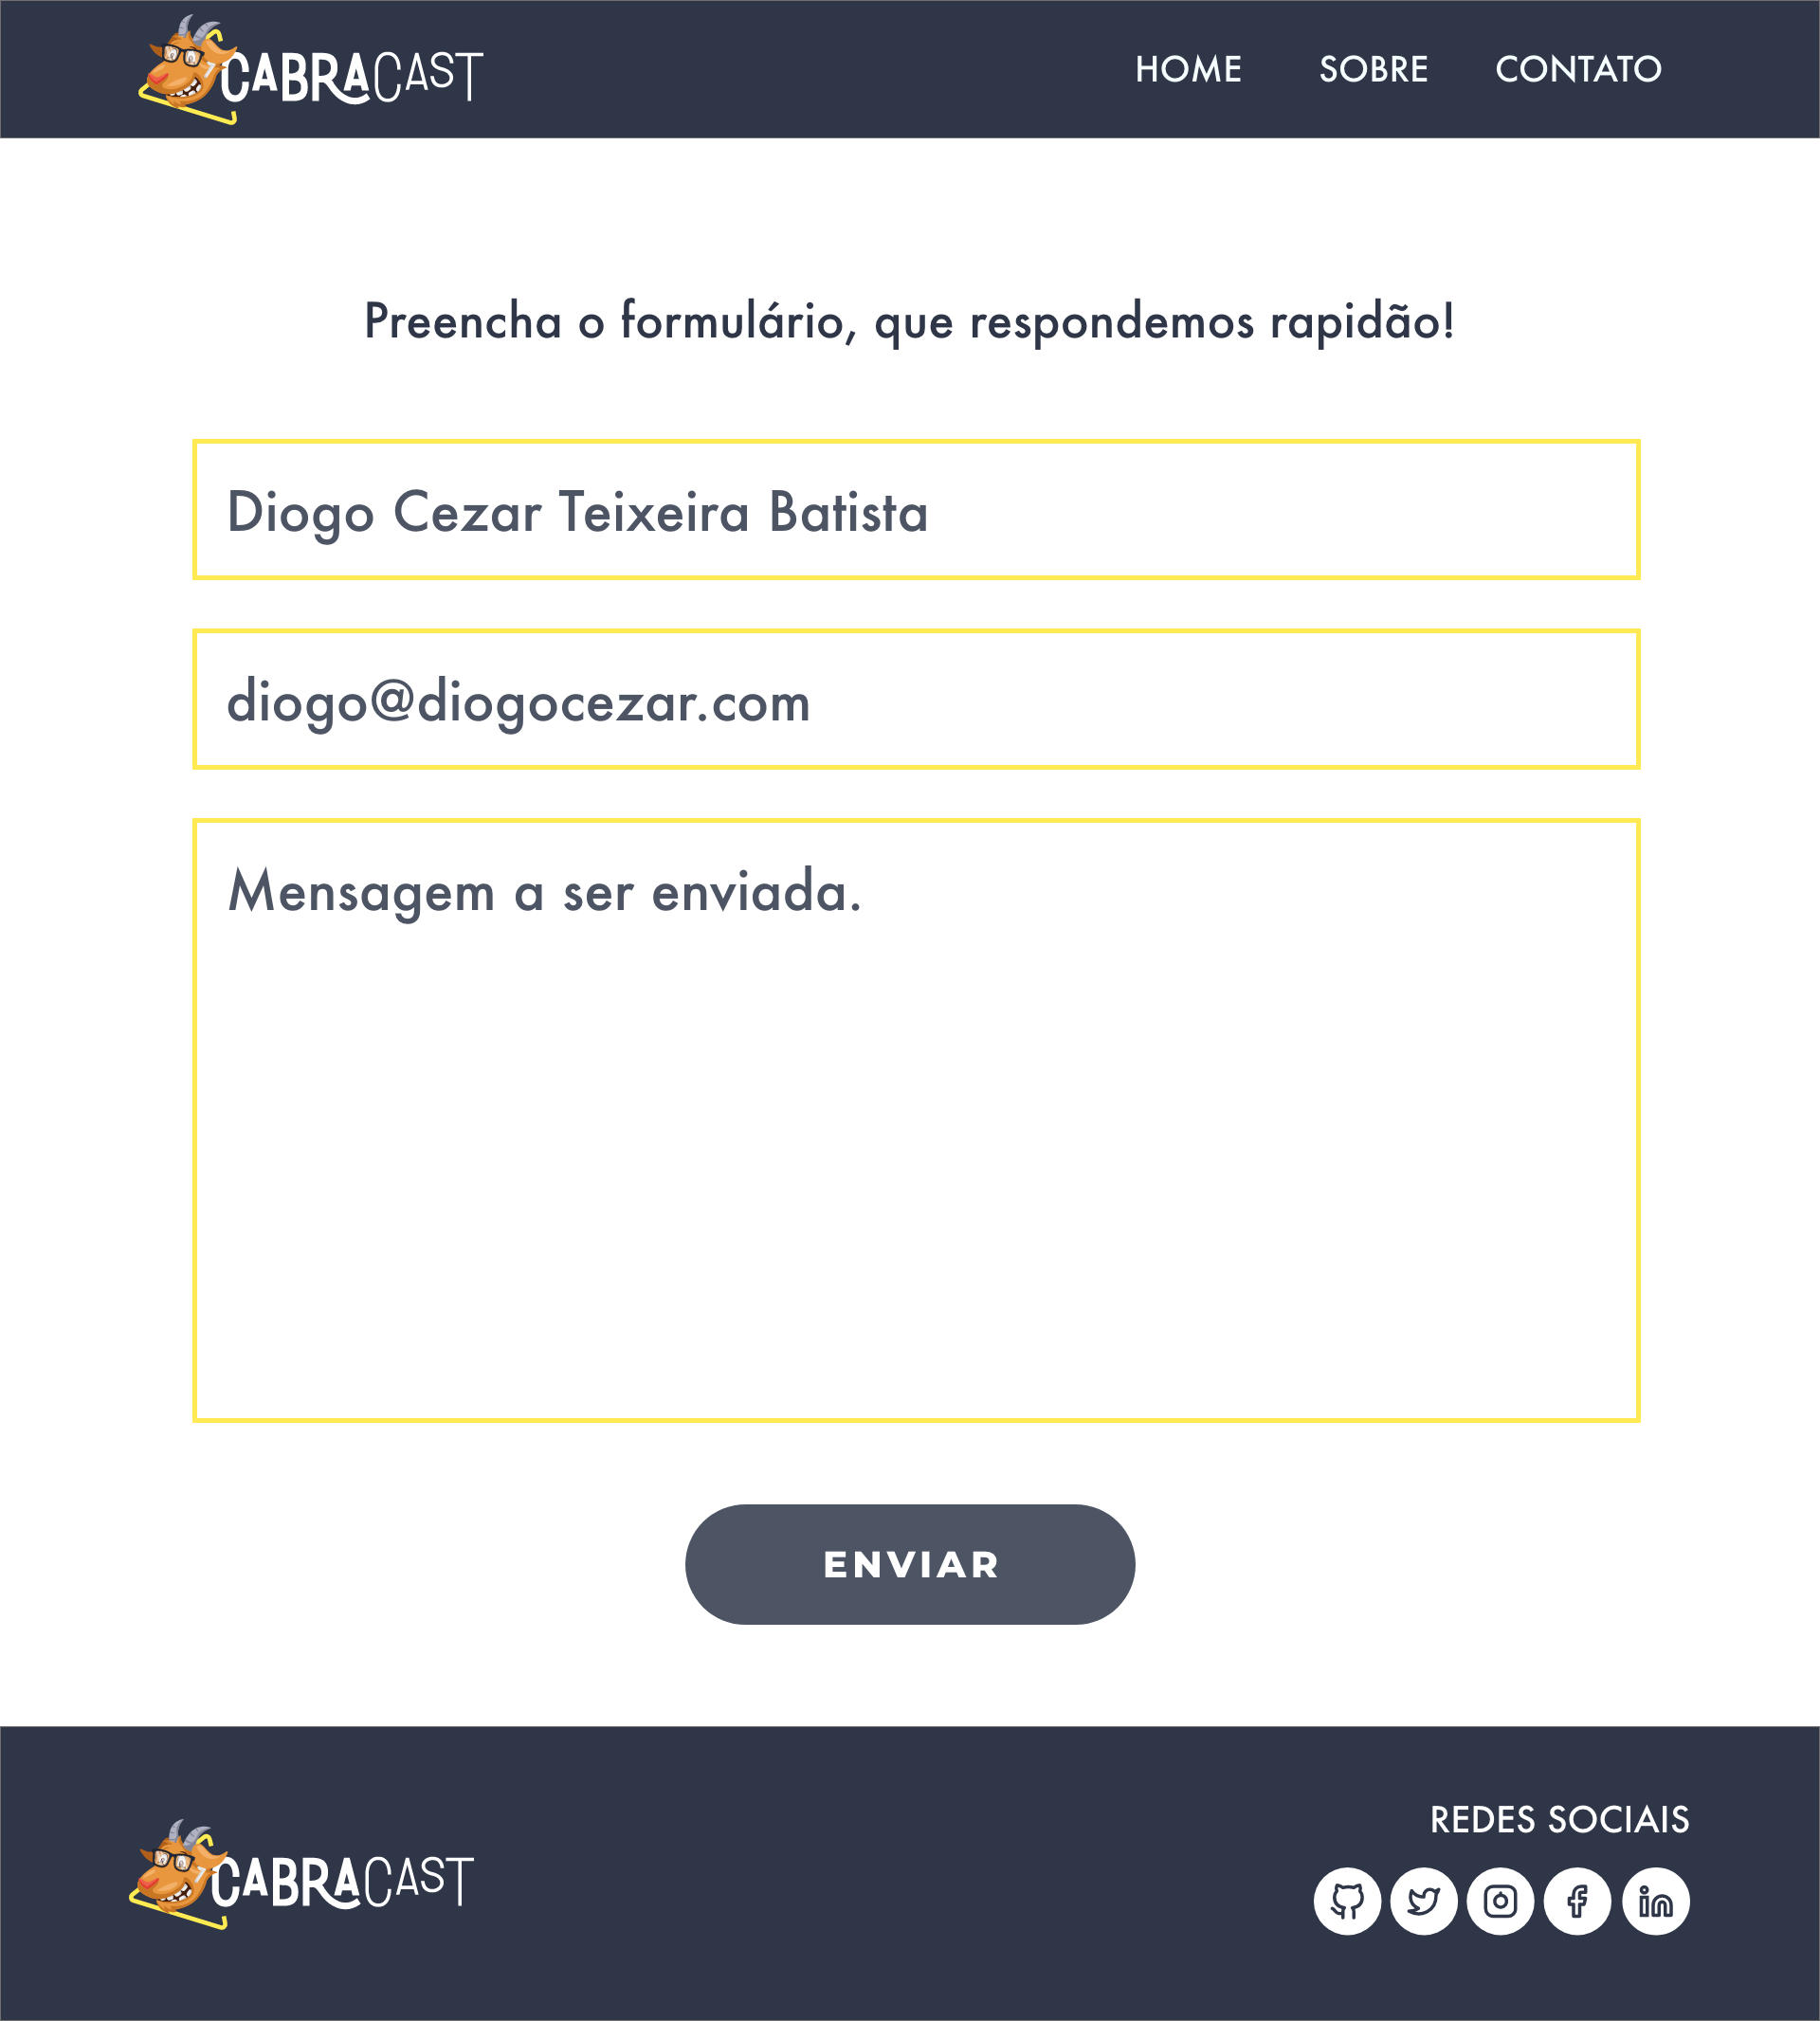 CABRACAST
HOME SOBRE CONTATO
Preencha o formulário, que respondemos rapidão!
Diogo Cezar Teixeira Batista
diogo@diogocezar.com
Mensagem a ser enviada.
ENVIAR
CABRACAST
REDES SOCIAIS